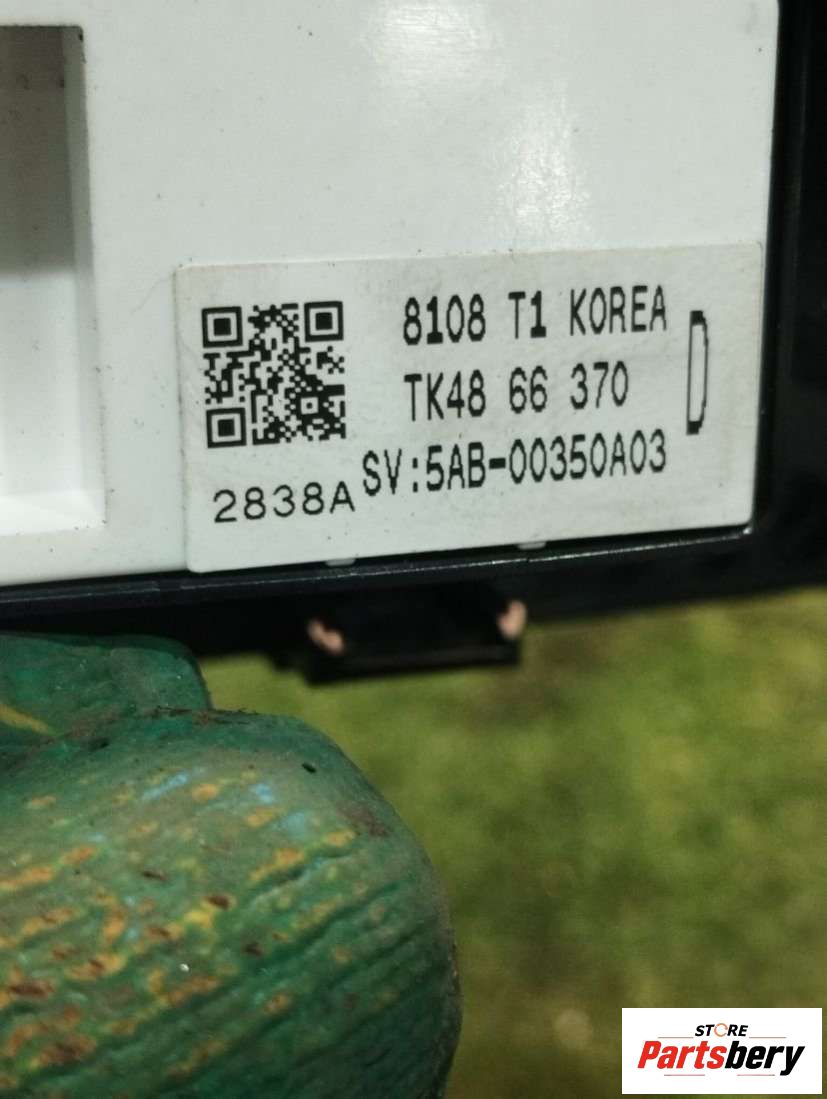 8108 T1 KOREA
TK48 66 370
D
SV:5AB-00350A03
2838A
STORE
Partsbery